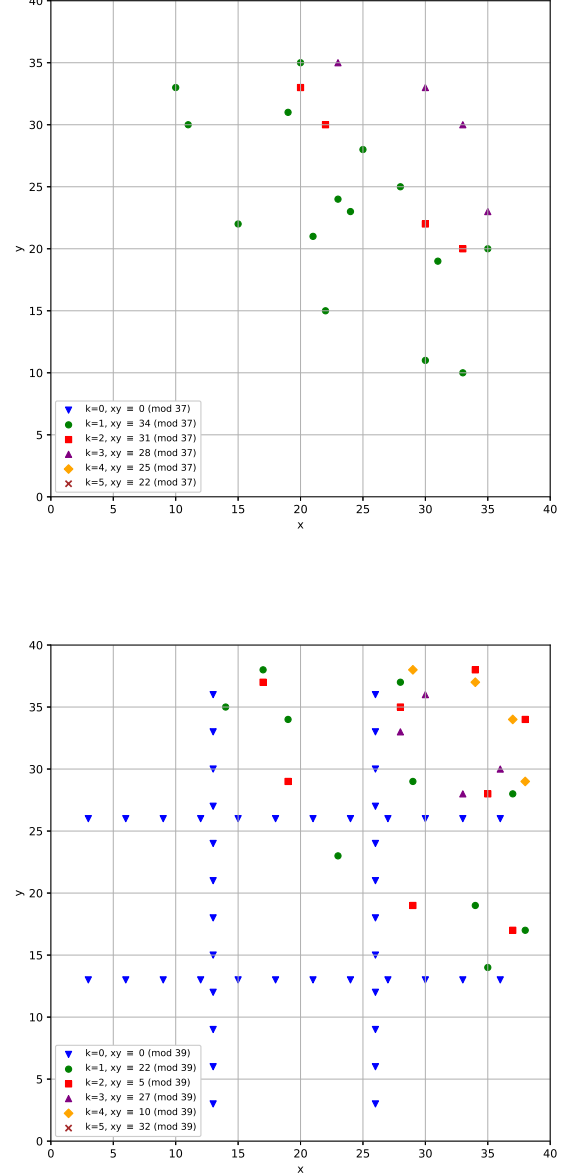 40
35
30
25
20
15
10
5
0
y
k=0, xy ≡ 0 (mod 37)
k=1, xy ≡ 34 (mod 37)
k=2, xy ≡ 31 (mod 37)
k=3, xy ≡ 28 (mod 37)
k=4, xy ≡ 25 (mod 37)
k=5, xy ≡ 22 (mod 37)
0 5 10 15 20 25 30 35 40
x
40
35
30
25
20
15
10
5
0
y
k=0, xy ≡ 0 (mod 39)
k=1, xy ≡ 22 (mod 39)
k=2, xy ≡ 5 (mod 39)
k=3, xy ≡ 27 (mod 39)
k=4, xy ≡ 10 (mod 39)
k=5, xy ≡ 32 (mod 39)
0 5 10 15 20 25 30 35 40
x